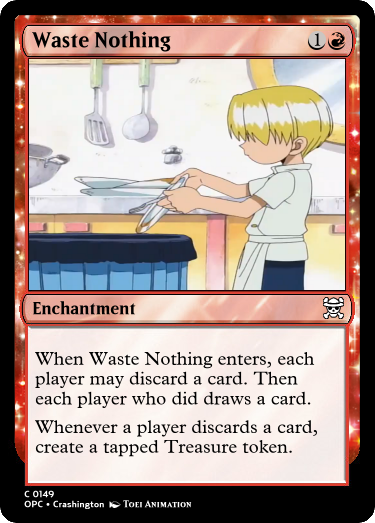 Waste Nothing 1
Enchantment
When Waste Nothing enters, each
player may discard a card. Then
each player who did draws a card.
Whenever a player discards a card,
create a tapped Treasure token.
C 0149
OPC • Crashington Toei Animation